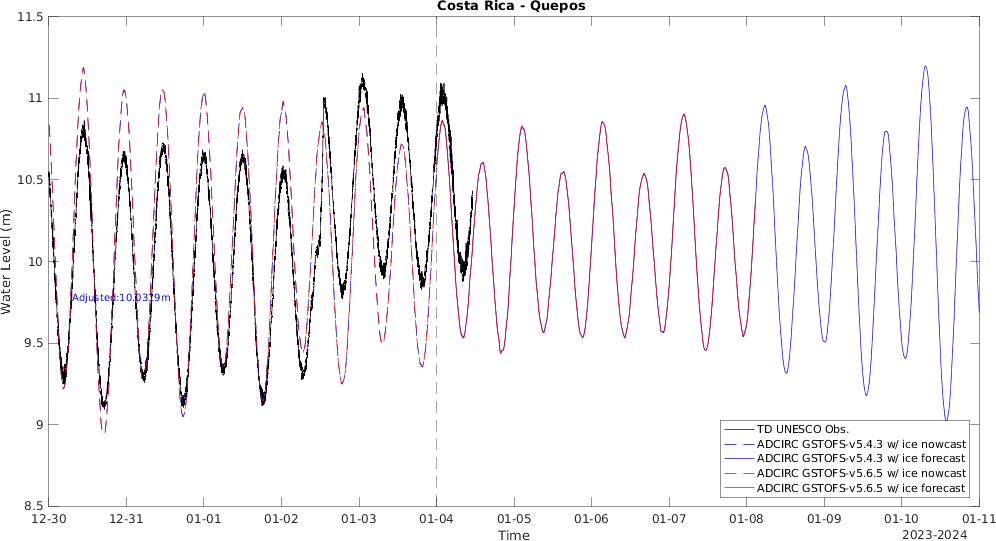 Costa Rica - Quepos
11.5
11
10.5
10
9.5
9
8.5
Water Level (m)
Adjusted:10.0319m
TD UNESCO Obs.
ADCIRC GSTOFS-v5.4.3 w/ ice nowcast
ADCIRC GSTOFS-v5.4.3 w/ ice forecast
ADCIRC GSTOFS-v5.6.5 w/ ice nowcast
ADCIRC GSTOFS-v5.6.5 w/ ice forecast
12-30 12-31 01-01 01-02 01-03 01-04 01-05 01-06 01-07 01-08 01-09 01-10 01-11
Time
2023-2024